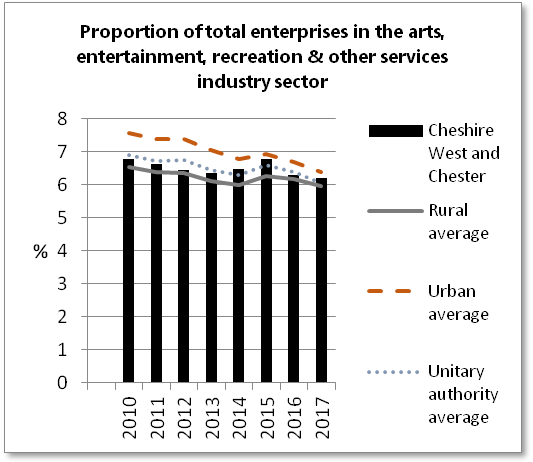 Proportion of total enterprises in the arts,
entertainment, recreation & other services
industry sector
8
7
6
5
4
3
2
1
0
%
2010
2011
2012
2013
2014
2015
2016
2017
Cheshire
West and
Chester
Rural
average
Urban
average
Unitary
authority
average